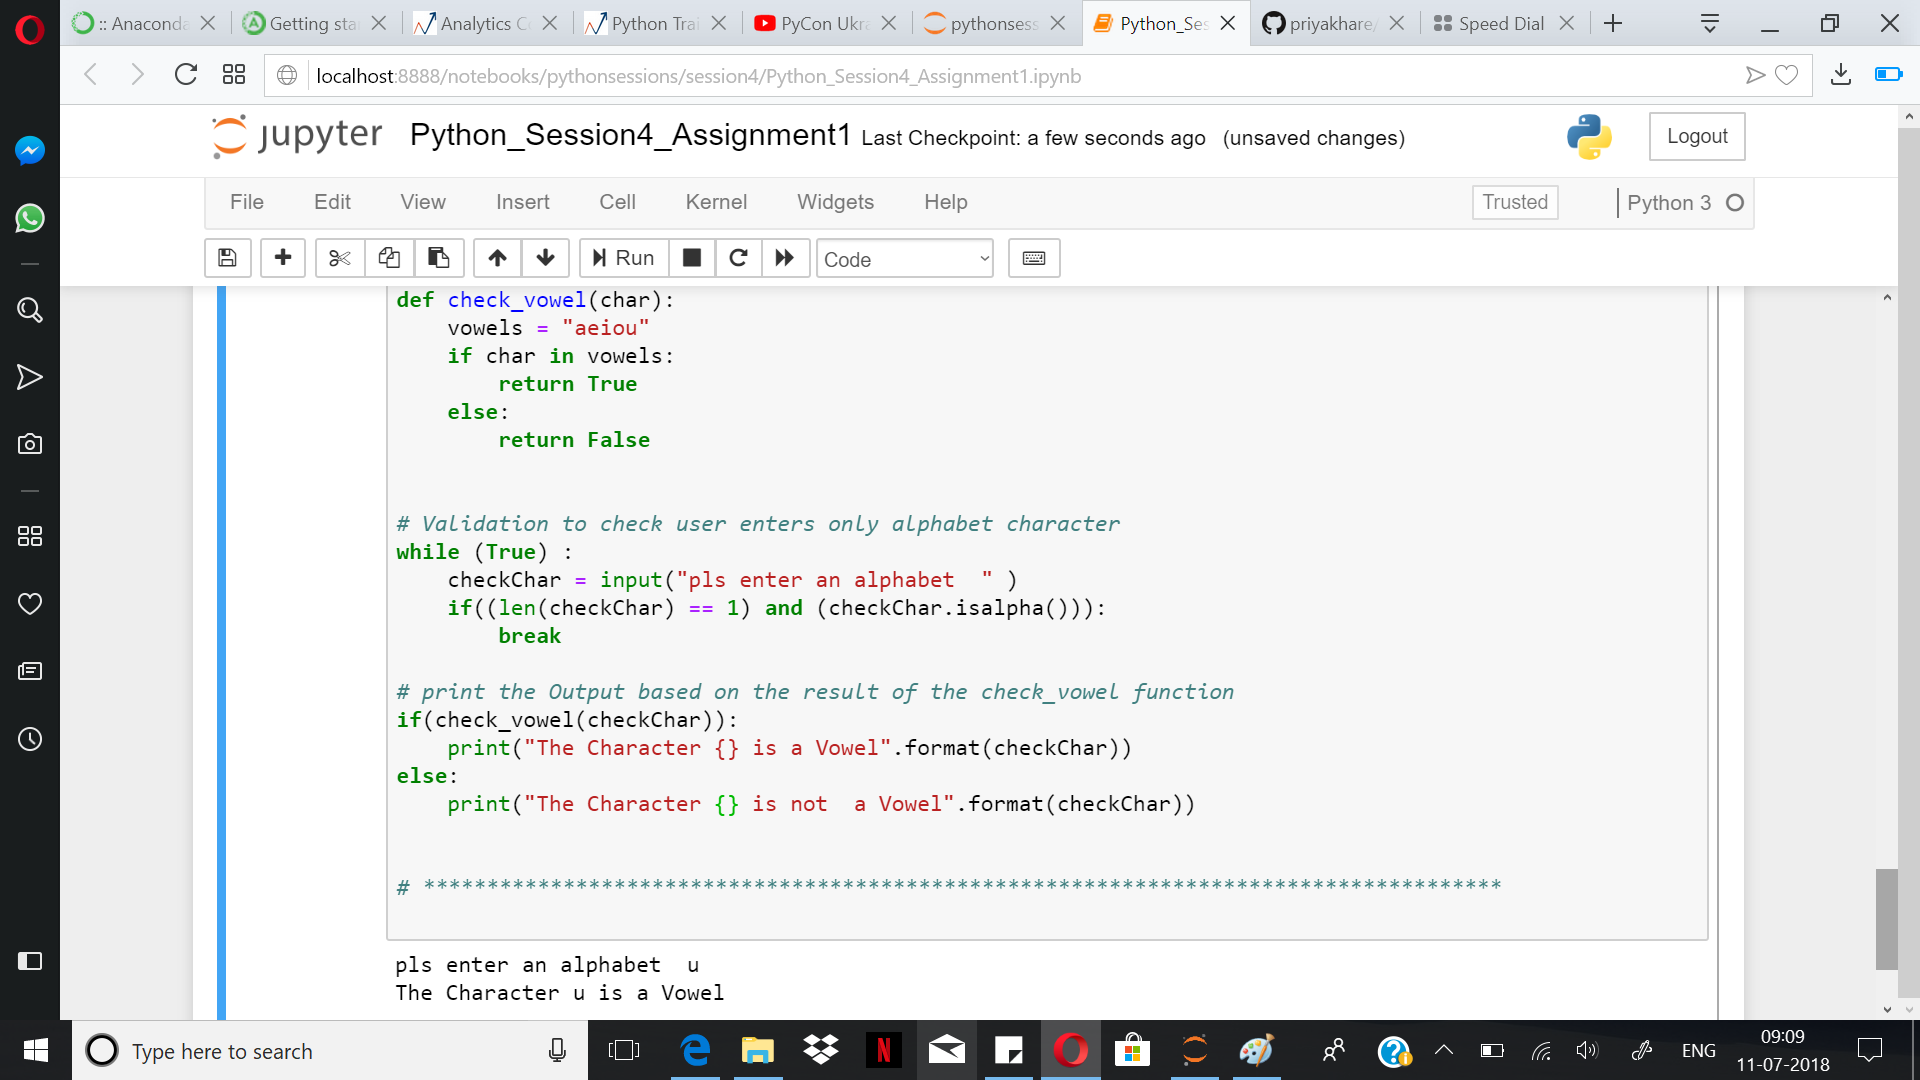 :: Anaconda
Getting sta
Analytics C
Python Trai
PyCon Ukra
pythonsess
Python_Ses
priyakhare/
Speed Dial
localhost:8888/notebooks/pythonsessions/session4/Python_Session4_Assignment1.ipynb
jupyter Python_Session4_Assignment1 Last Checkpoint: a few seconds ago (unsaved changes)
Logout
File Edit View Insert Cell Kernel Widgets Help
Trusted
Python 3
Run
Code
def check_vowel(char):
    vowels = "aeiou"
    if char in vowels:
        return True
    else:
        return False
# Validation to check user enters only alphabet character
while (True) :
    checkChar = input("pls enter an alphabet  " )
    if((len(checkChar) == 1) and (checkChar.isalpha())):
        break
# print the Output based on the result of the check_vowel function
if(check_vowel(checkChar)):
    print("The Character {} is a Vowel".format(checkChar))
else:
    print("The Character {} is not  a Vowel".format(checkChar))
# *************************************************************************************
pls enter an alphabet  u
The Character u is a Vowel
Type here to search
ENG
09:09
11-07-2018